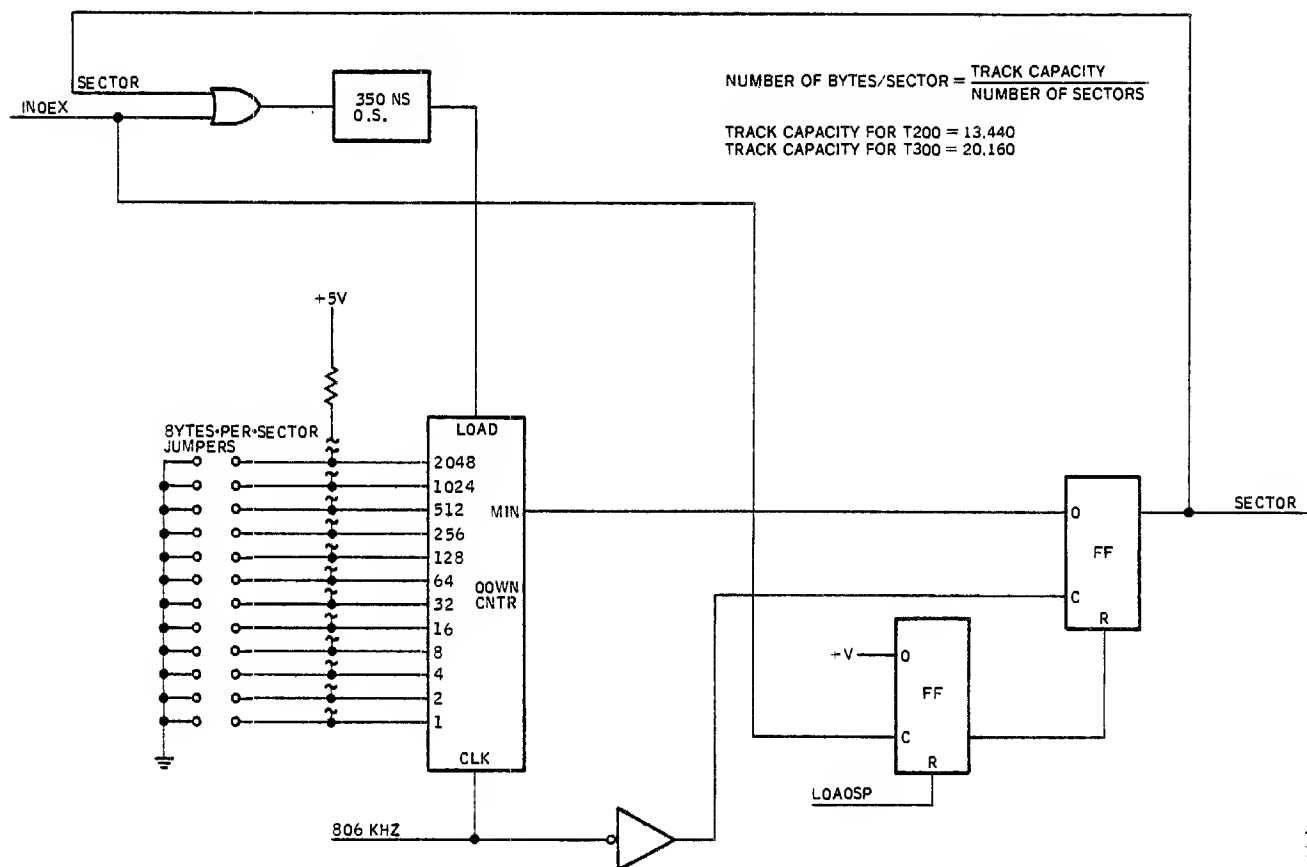 SECTOR
INOEX
350 NS
O.S.
NUMBER OF BYTES/SECTOR = TRACK CAPACITY
NUMBER OF SECTORS
TRACK CAPACITY FOR T200 = 13,440
TRACK CAPACITY FOR T300 = 20,160
+5V
8YTES-PER-SECTOR
JUMPERS
LOAD
2048
1024
512
256
128
64
32
16
8
4
2
1
MIN
OOWN
CNTR
CLK
806 KHZ
O
FF
C
R
SECTOR
+V
O
FF
C
R
LOAOSP